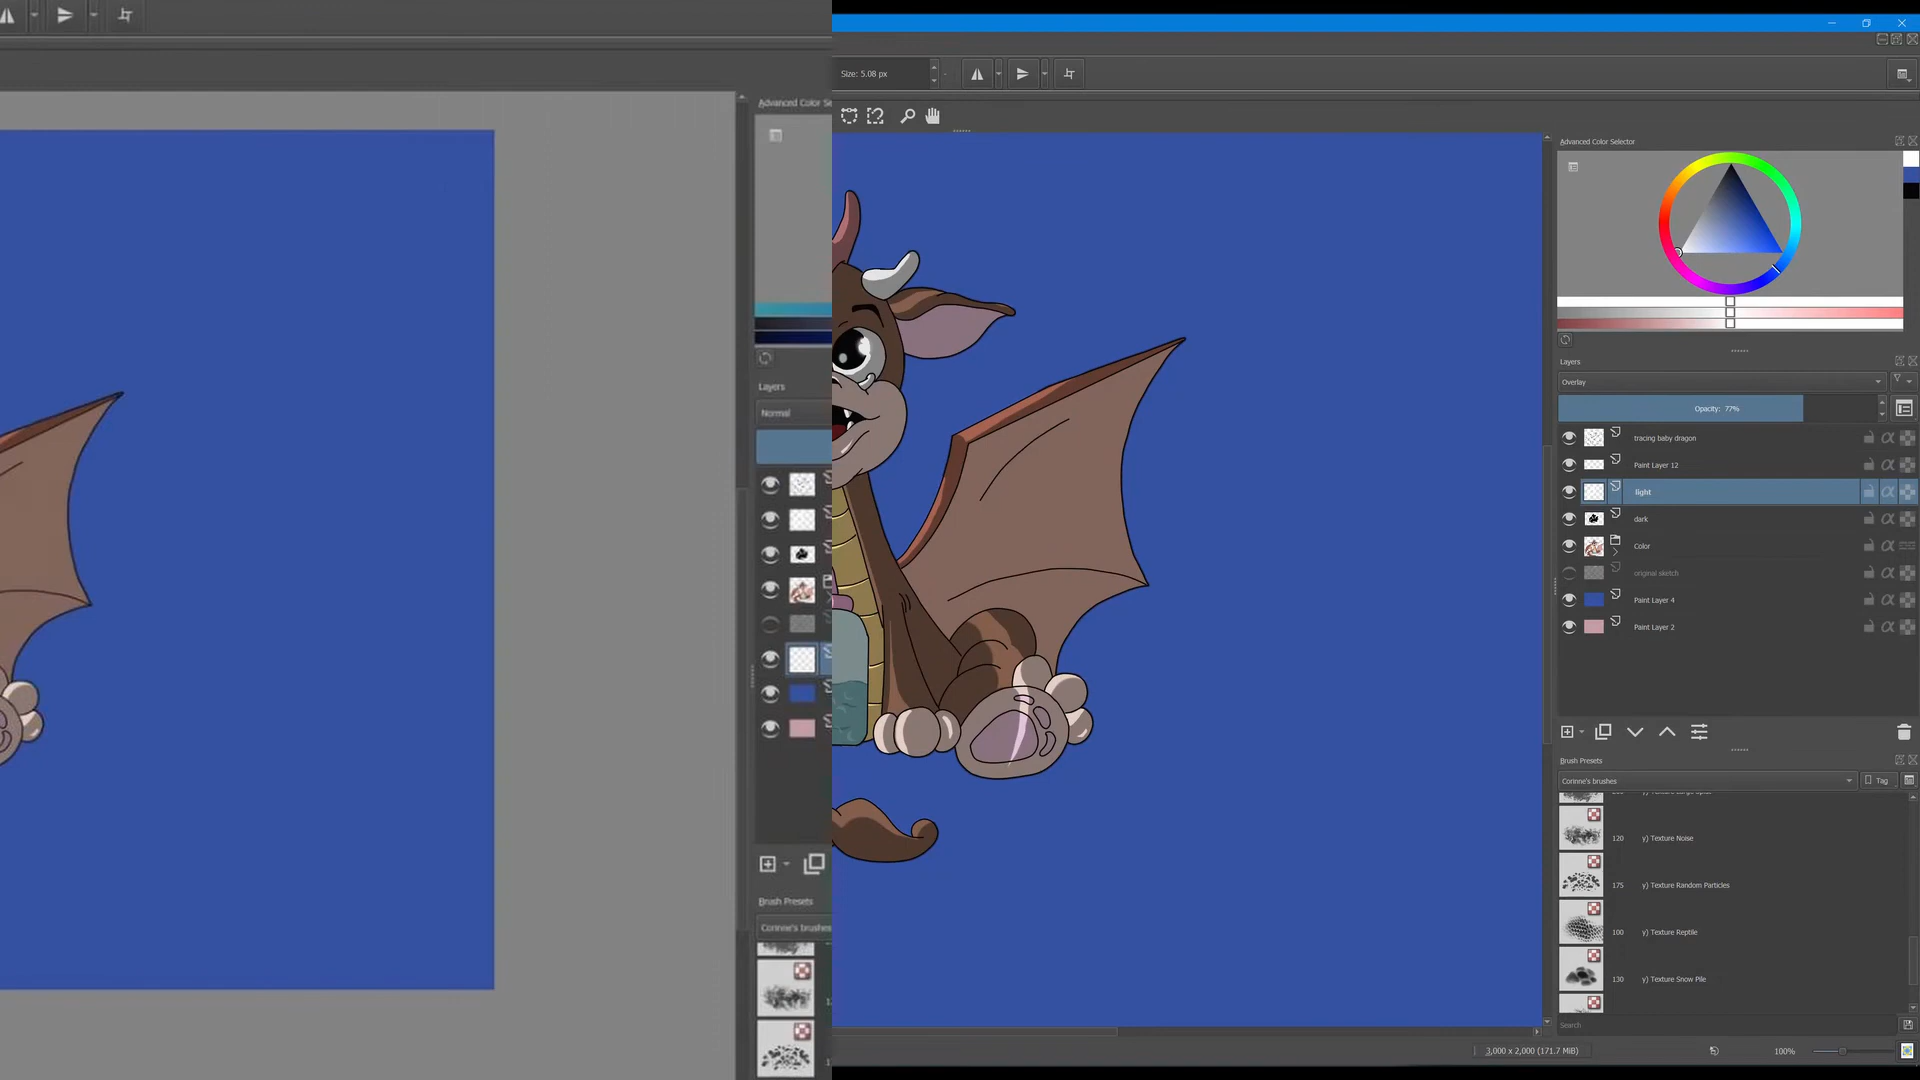 Advanced Color Se
Layers
Normal
Brush Presets
Corinne's brushes
Size: 5.08 px
Advanced Color Selector
Layers
Overlay
Opacity: 77%
tracing baby dragon
Paint Layer 12
light
dark
Color
original sketch
Paint Layer 4
Paint Layer 2
Brush Presets
Corinne's brushes
Tag
120 y) Texture Noise
175 y) Texture Random Particles
100 y) Texture Reptile
130 y) Texture Snow Pile
Search
3,000 x 2,000 (171.7 MiB)
100%